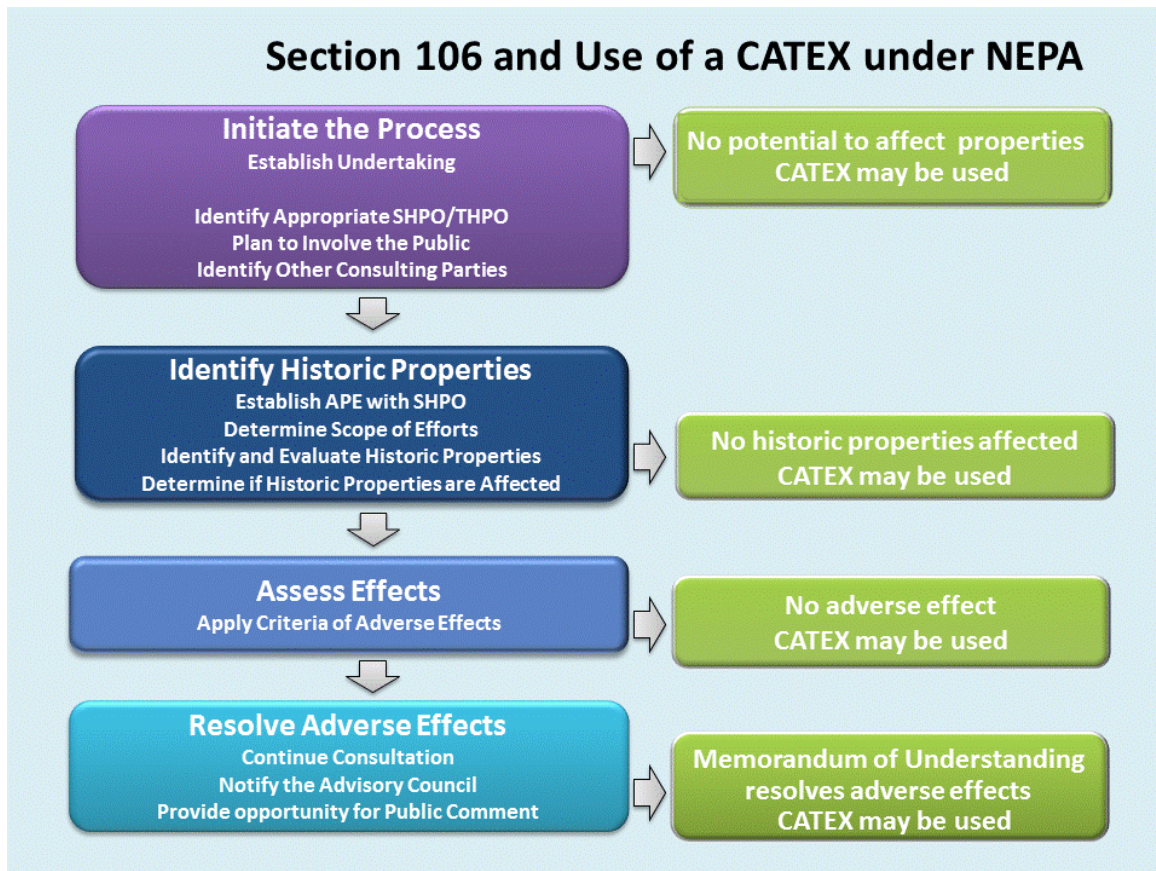 Section 106 and Use of a CATEX under NEPA
Initiate the Process
Establish Undertaking
Identify Appropriate SHPO/THPO
Plan to Involve the Public
Identify Other Consulting Parties
No potential to affect properties
CATEX may be used
Identify Historic Properties
Establish APE with SHPO
Determine Scope of Efforts
Identify and Evaluate Historic Properties
Determine if Historic Properties are Affected
No historic properties affected
CATEX may be used
Assess Effects
Apply Criteria of Adverse Effects
No adverse effect
CATEX may be used
Resolve Adverse Effects
Continue Consultation
Notify the Advisory Council
Provide opportunity for Public Comment
Memorandum of Understanding
resolves adverse effects
CATEX may be used